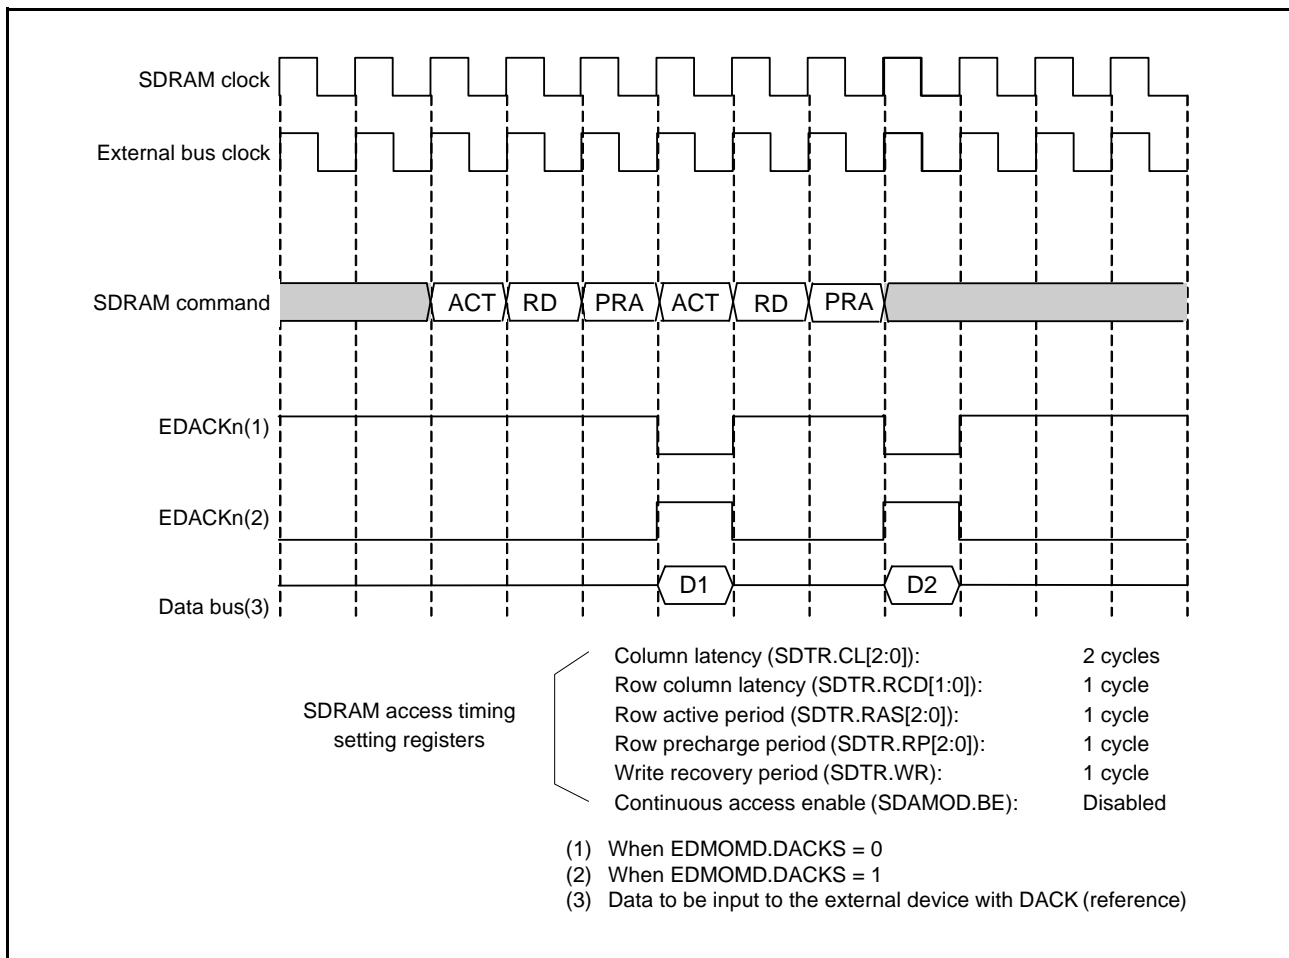 SDRAM clock
External bus clock
SDRAM command ACT RD PRA ACT RD PRA
EDACKn(1)
EDACKn(2)
D1 D2
Data bus(3)
Column latency (SDTR.CL[2:0]): 2 cycles
Row column latency (SDTR.RCD[1:0]): 1 cycle
SDRAM access timing
setting registers
Row active period (SDTR.RAS[2:0]): 1 cycle
Row precharge period (SDTR.RP[2:0]): 1 cycle
Write recovery period (SDTR.WR): 1 cycle
Continuous access enable (SDAMOD.BE): Disabled
(1) When EDMOMD.DACKS = 0
(2) When EDMOMD.DACKS = 1
(3) Data to be input to the external device with DACK (reference)